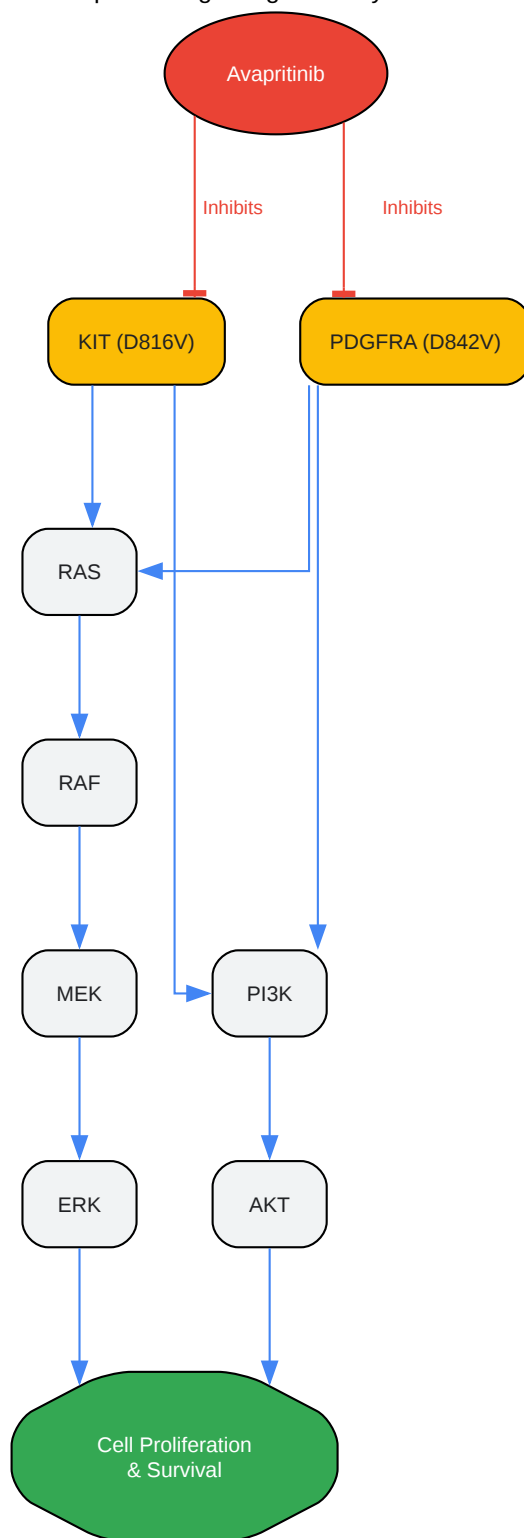 Avapritinib
Inhibits
Inhibits
KIT (D816V)
PDGFRA (D842V)
RAS
RAF
MEK
PI3K
ERK
AKT
Cell Proliferation
& Survival